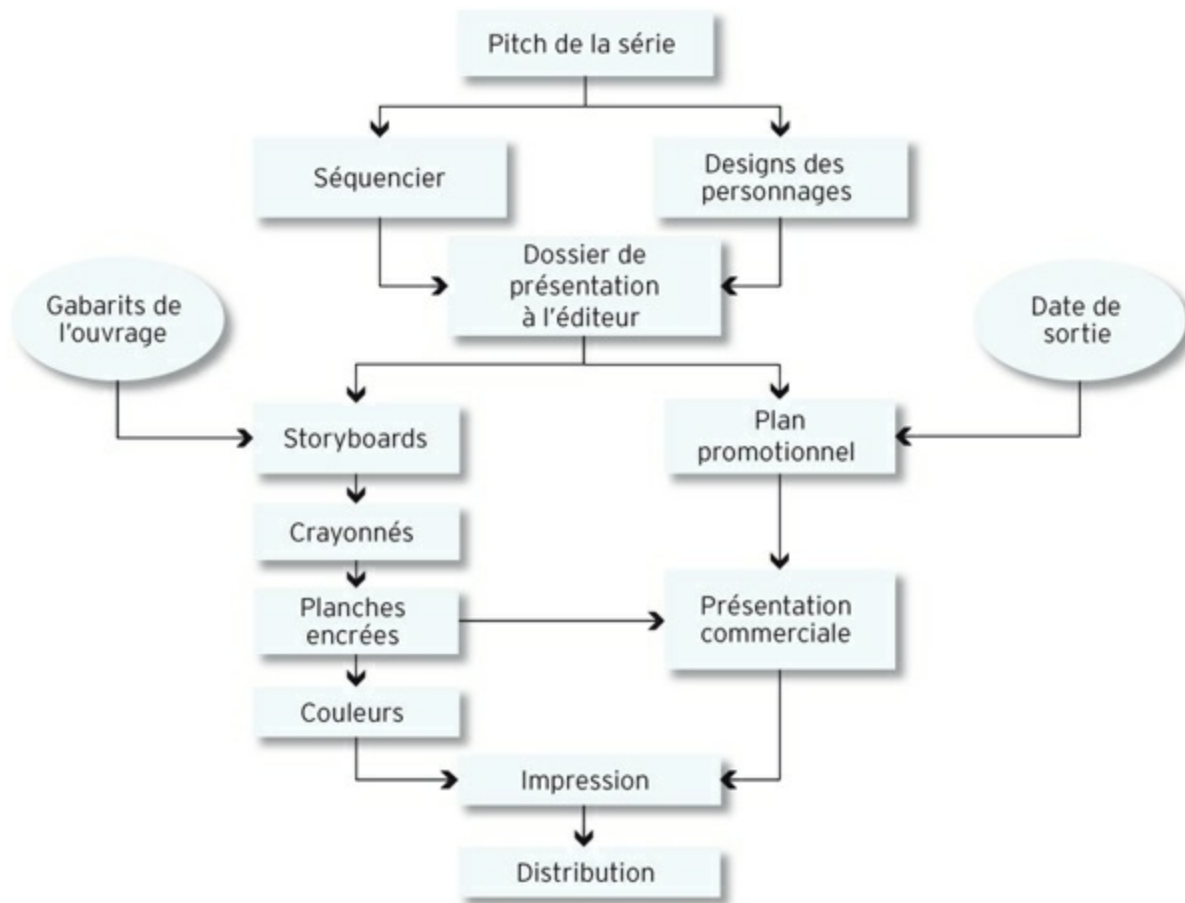 Pitch de la série
Séquencier
Designs des
personnages
Dossier de
présentation
à l'éditeur
Gabarits de
l'ouvrage
Date de
sortie
Storyboards
Plan
promotionnel
Crayonnés
Planches
encrées
Présentation
commerciale
Couleurs
Impression
Distribution